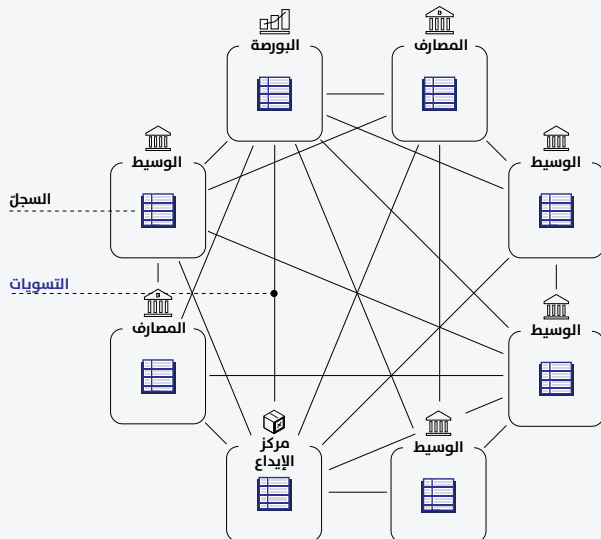 البورصة
المصارف
الوسيط
الوسيط
السجلّ
التسويات
المصارف
الوسيط
مركز
الإيداع
الوسيط